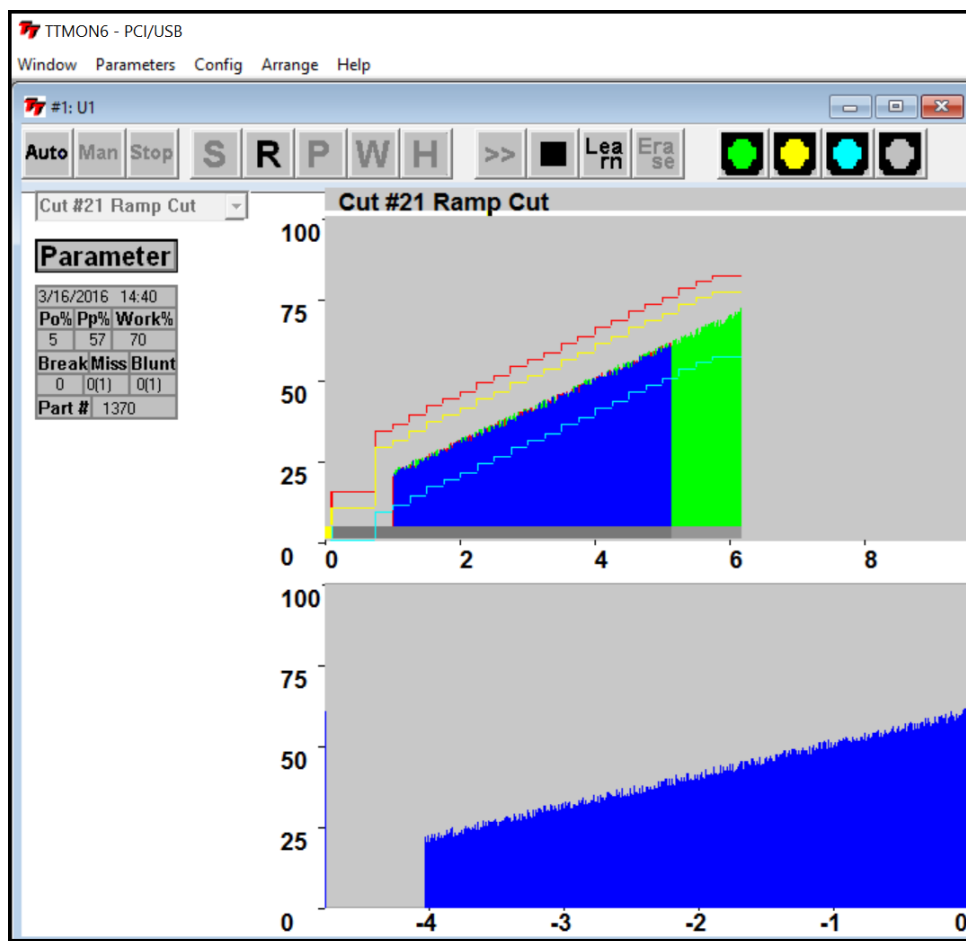 TTMON6 - PCI/USB
Window Parameters Config Arrange Help
#1: U1
Auto Man Stop S R P W H >> Lea rn Era se
Cut #21 Ramp Cut
Cut #21 Ramp Cut
Parameter
3/16/2016 14:40
Po% Pp% Work%
5 57 70
Break Miss Blunt
0 0(1) 0(1)
Part # 1370
100
75
50
25
0
0 2 4 6 8
100
75
50
25
0
-4 -3 -2 -1 0